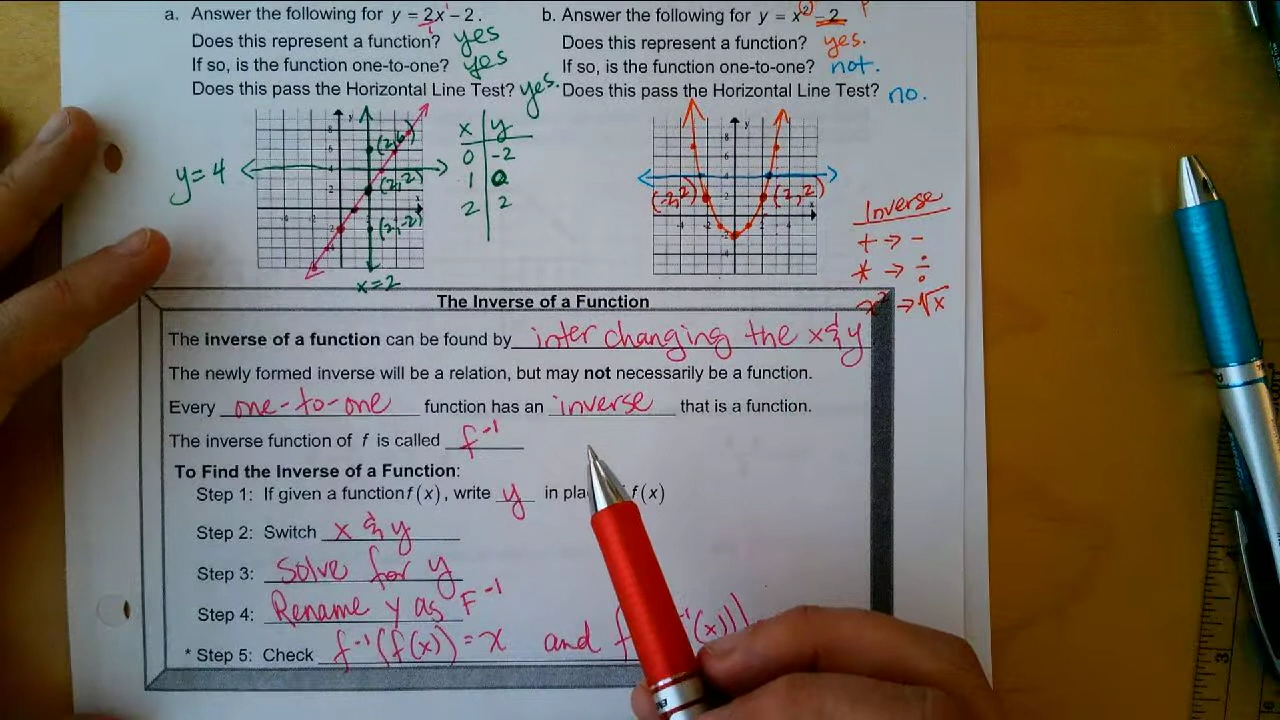 a. Answer the following for y = 2x - 2.
Does this represent a function? yes
If so, is the function one-to-one? yes
Does this pass the Horizontal Line Test? yes.
b. Answer the following for y = x² - 2
Does this represent a function? yes.
If so, is the function one-to-one? not.
Does this pass the Horizontal Line Test? no.
y=4
y
(2,6)
(2,2)
(2,-2)
x=2
x | y
0 | -2
1 | 0
2 | 2
y
(-2,2)
(2,2)
Inverse
+ → -
* → ÷
x² → √x
The Inverse of a Function
The inverse of a function can be found by interchanging the x & y
The newly formed inverse will be a relation, but may not necessarily be a function.
Every one-to-one function has an inverse that is a function.
The inverse function of f is called f⁻¹
To Find the Inverse of a Function:
Step 1: If given a function f(x), write y in pla f(x)
Step 2: Switch x & y
Step 3: Solve for y
Step 4: Rename y as F⁻¹
* Step 5: Check f⁻¹(f(x)) = x and f (x)))